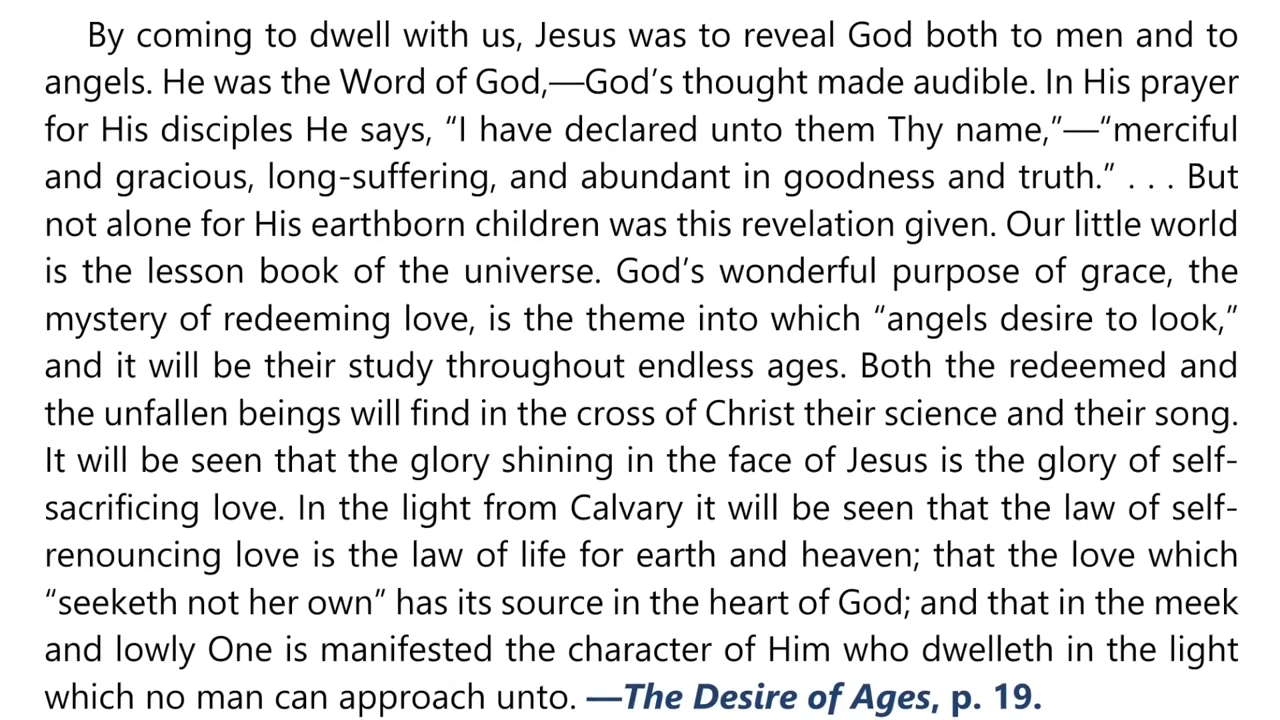 By coming to dwell with us, Jesus was to reveal God both to men and to
angels. He was the Word of God,—God’s thought made audible. In His prayer
for His disciples He says, “I have declared unto them Thy name,”—“merciful
and gracious, long-suffering, and abundant in goodness and truth.” . . . But
not alone for His earthborn children was this revelation given. Our little world
is the lesson book of the universe. God’s wonderful purpose of grace, the
mystery of redeeming love, is the theme into which “angels desire to look,”
and it will be their study throughout endless ages. Both the redeemed and
the unfallen beings will find in the cross of Christ their science and their song.
It will be seen that the glory shining in the face of Jesus is the glory of self-
sacrificing love. In the light from Calvary it will be seen that the law of self-
renouncing love is the law of life for earth and heaven; that the love which
“seeketh not her own” has its source in the heart of God; and that in the meek
and lowly One is manifested the character of Him who dwelleth in the light
which no man can approach unto. —The Desire of Ages, p. 19.